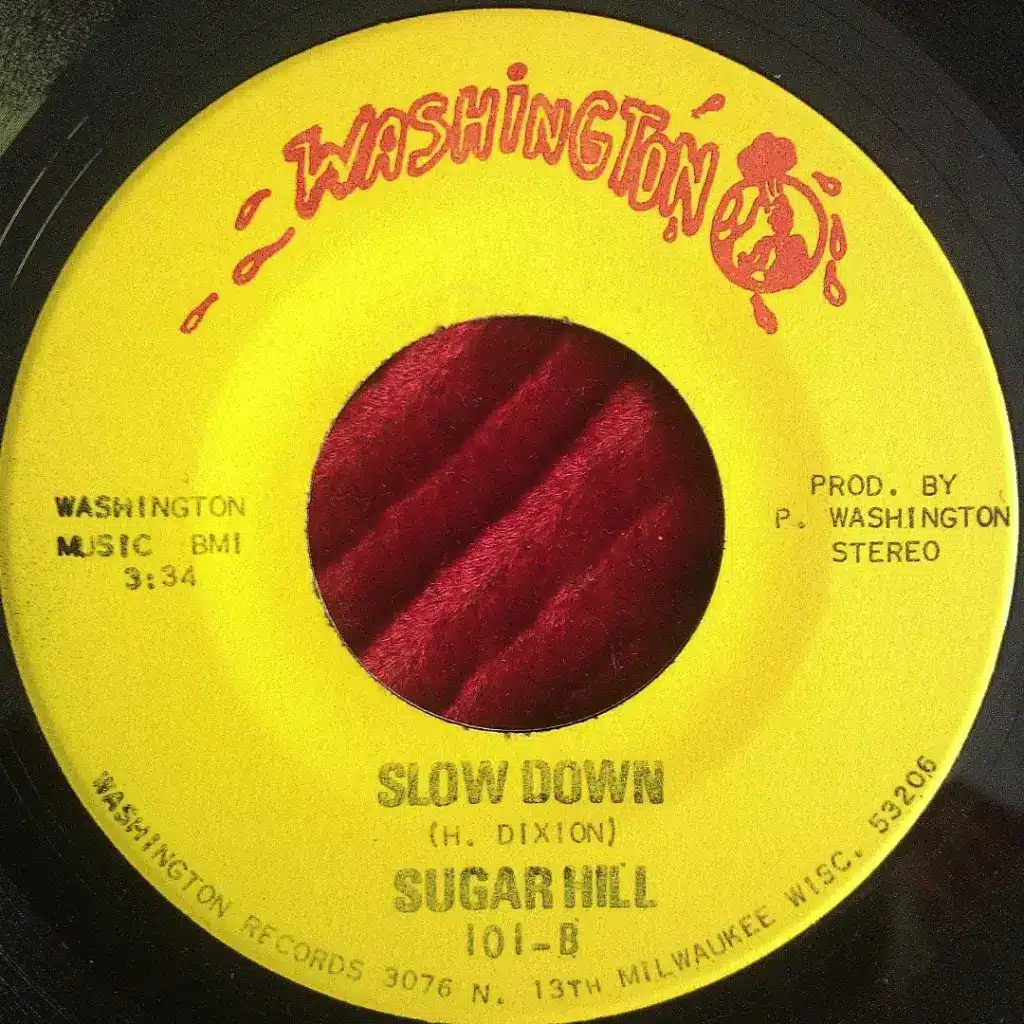 WASHINGTON
WASHINGTON
MUSIC BMI
3:34
PROD. BY
P. WASHINGTON
STEREO
SLOW DOWN
(H. DIXION)
SUGAR HILL
101-B
WASHINGTON RECORDS 3076 N. 13TH MILWAUKEE WISC. 53206